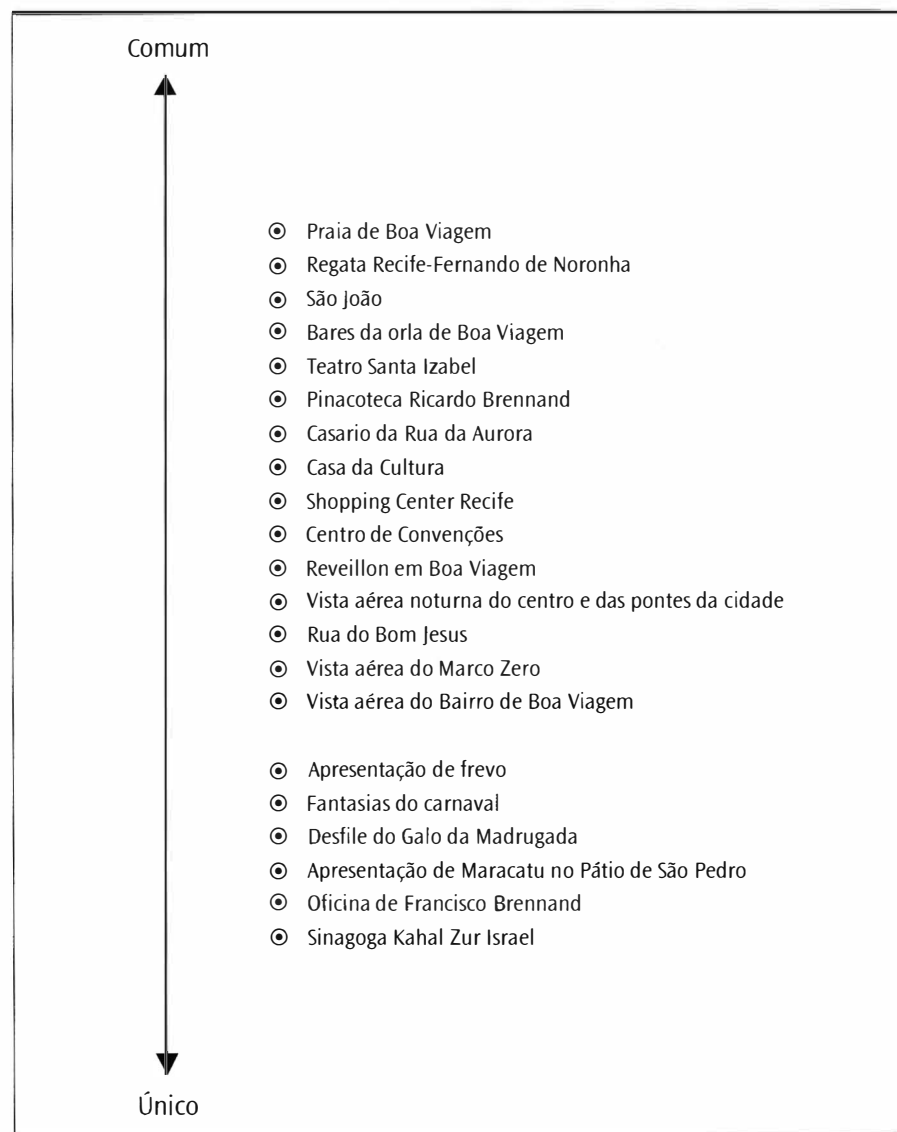 Comum
Praia de Boa Viagem
Regata Recife-Fernando de Noronha
São João
Bares da orla de Boa Viagem
Teatro Santa Izabel
Pinacoteca Ricardo Brennand
Casario da Rua da Aurora
Casa da Cultura
Shopping Center Recife
Centro de Convenções
Reveillon em Boa Viagem
Vista aérea noturna do centro e das pontes da cidade
Rua do Bom Jesus
Vista aérea do Marco Zero
Vista aérea do Bairro de Boa Viagem
Apresentação de frevo
Fantasias do carnaval
Desfile do Galo da Madrugada
Apresentação de Maracatu no Pátio de São Pedro
Oficina de Francisco Brennand
Sinagoga Kahal Zur Israel
Único